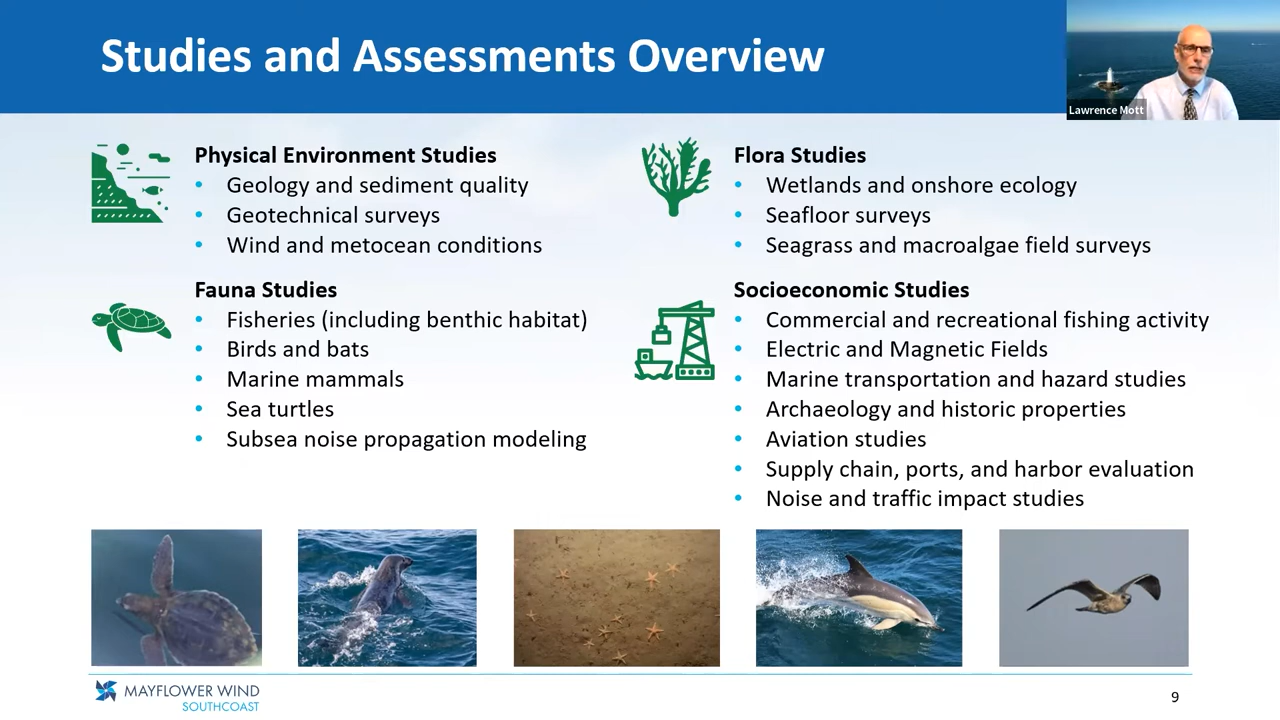 Studies and Assessments Overview
Lawrence Mott
Physical Environment Studies
• Geology and sediment quality
• Geotechnical surveys
• Wind and metocean conditions
Fauna Studies
• Fisheries (including benthic habitat)
• Birds and bats
• Marine mammals
• Sea turtles
• Subsea noise propagation modeling
Flora Studies
• Wetlands and onshore ecology
• Seafloor surveys
• Seagrass and macroalgae field surveys
Socioeconomic Studies
• Commercial and recreational fishing activity
• Electric and Magnetic Fields
• Marine transportation and hazard studies
• Archaeology and historic properties
• Aviation studies
• Supply chain, ports, and harbor evaluation
• Noise and traffic impact studies
MAYFLOWER WIND
SOUTHCOAST
9